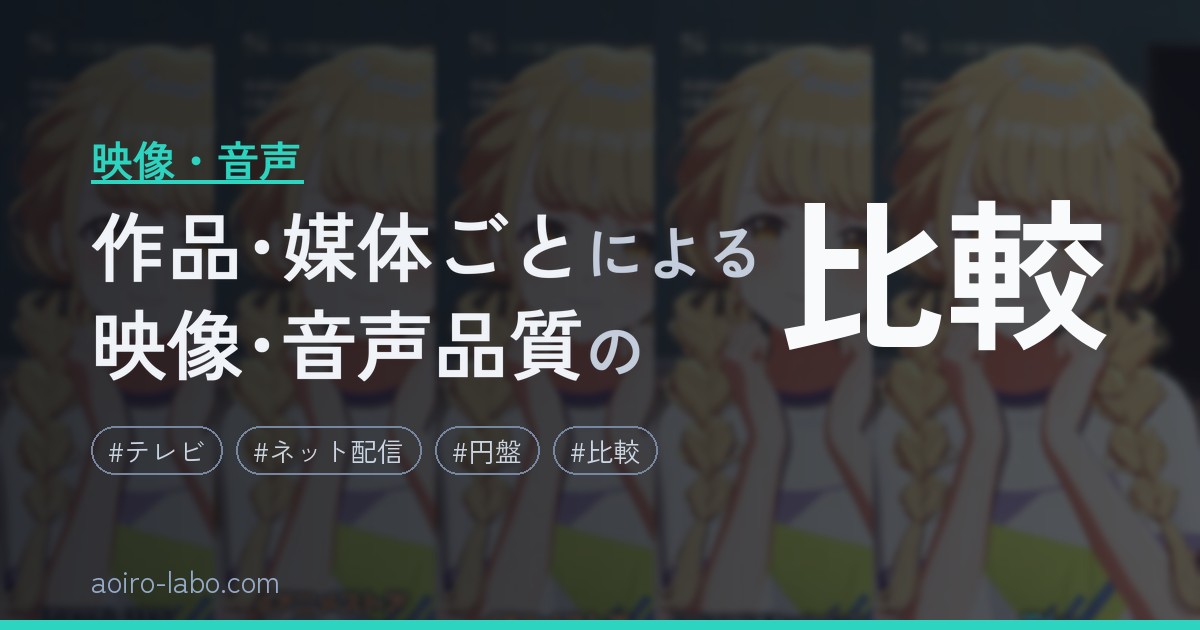 映像・音声
作品･媒体ごとによる比較
映像･音声品質の
#テレビ #ネット配信 #円盤 #比較
aoiro-labo.com